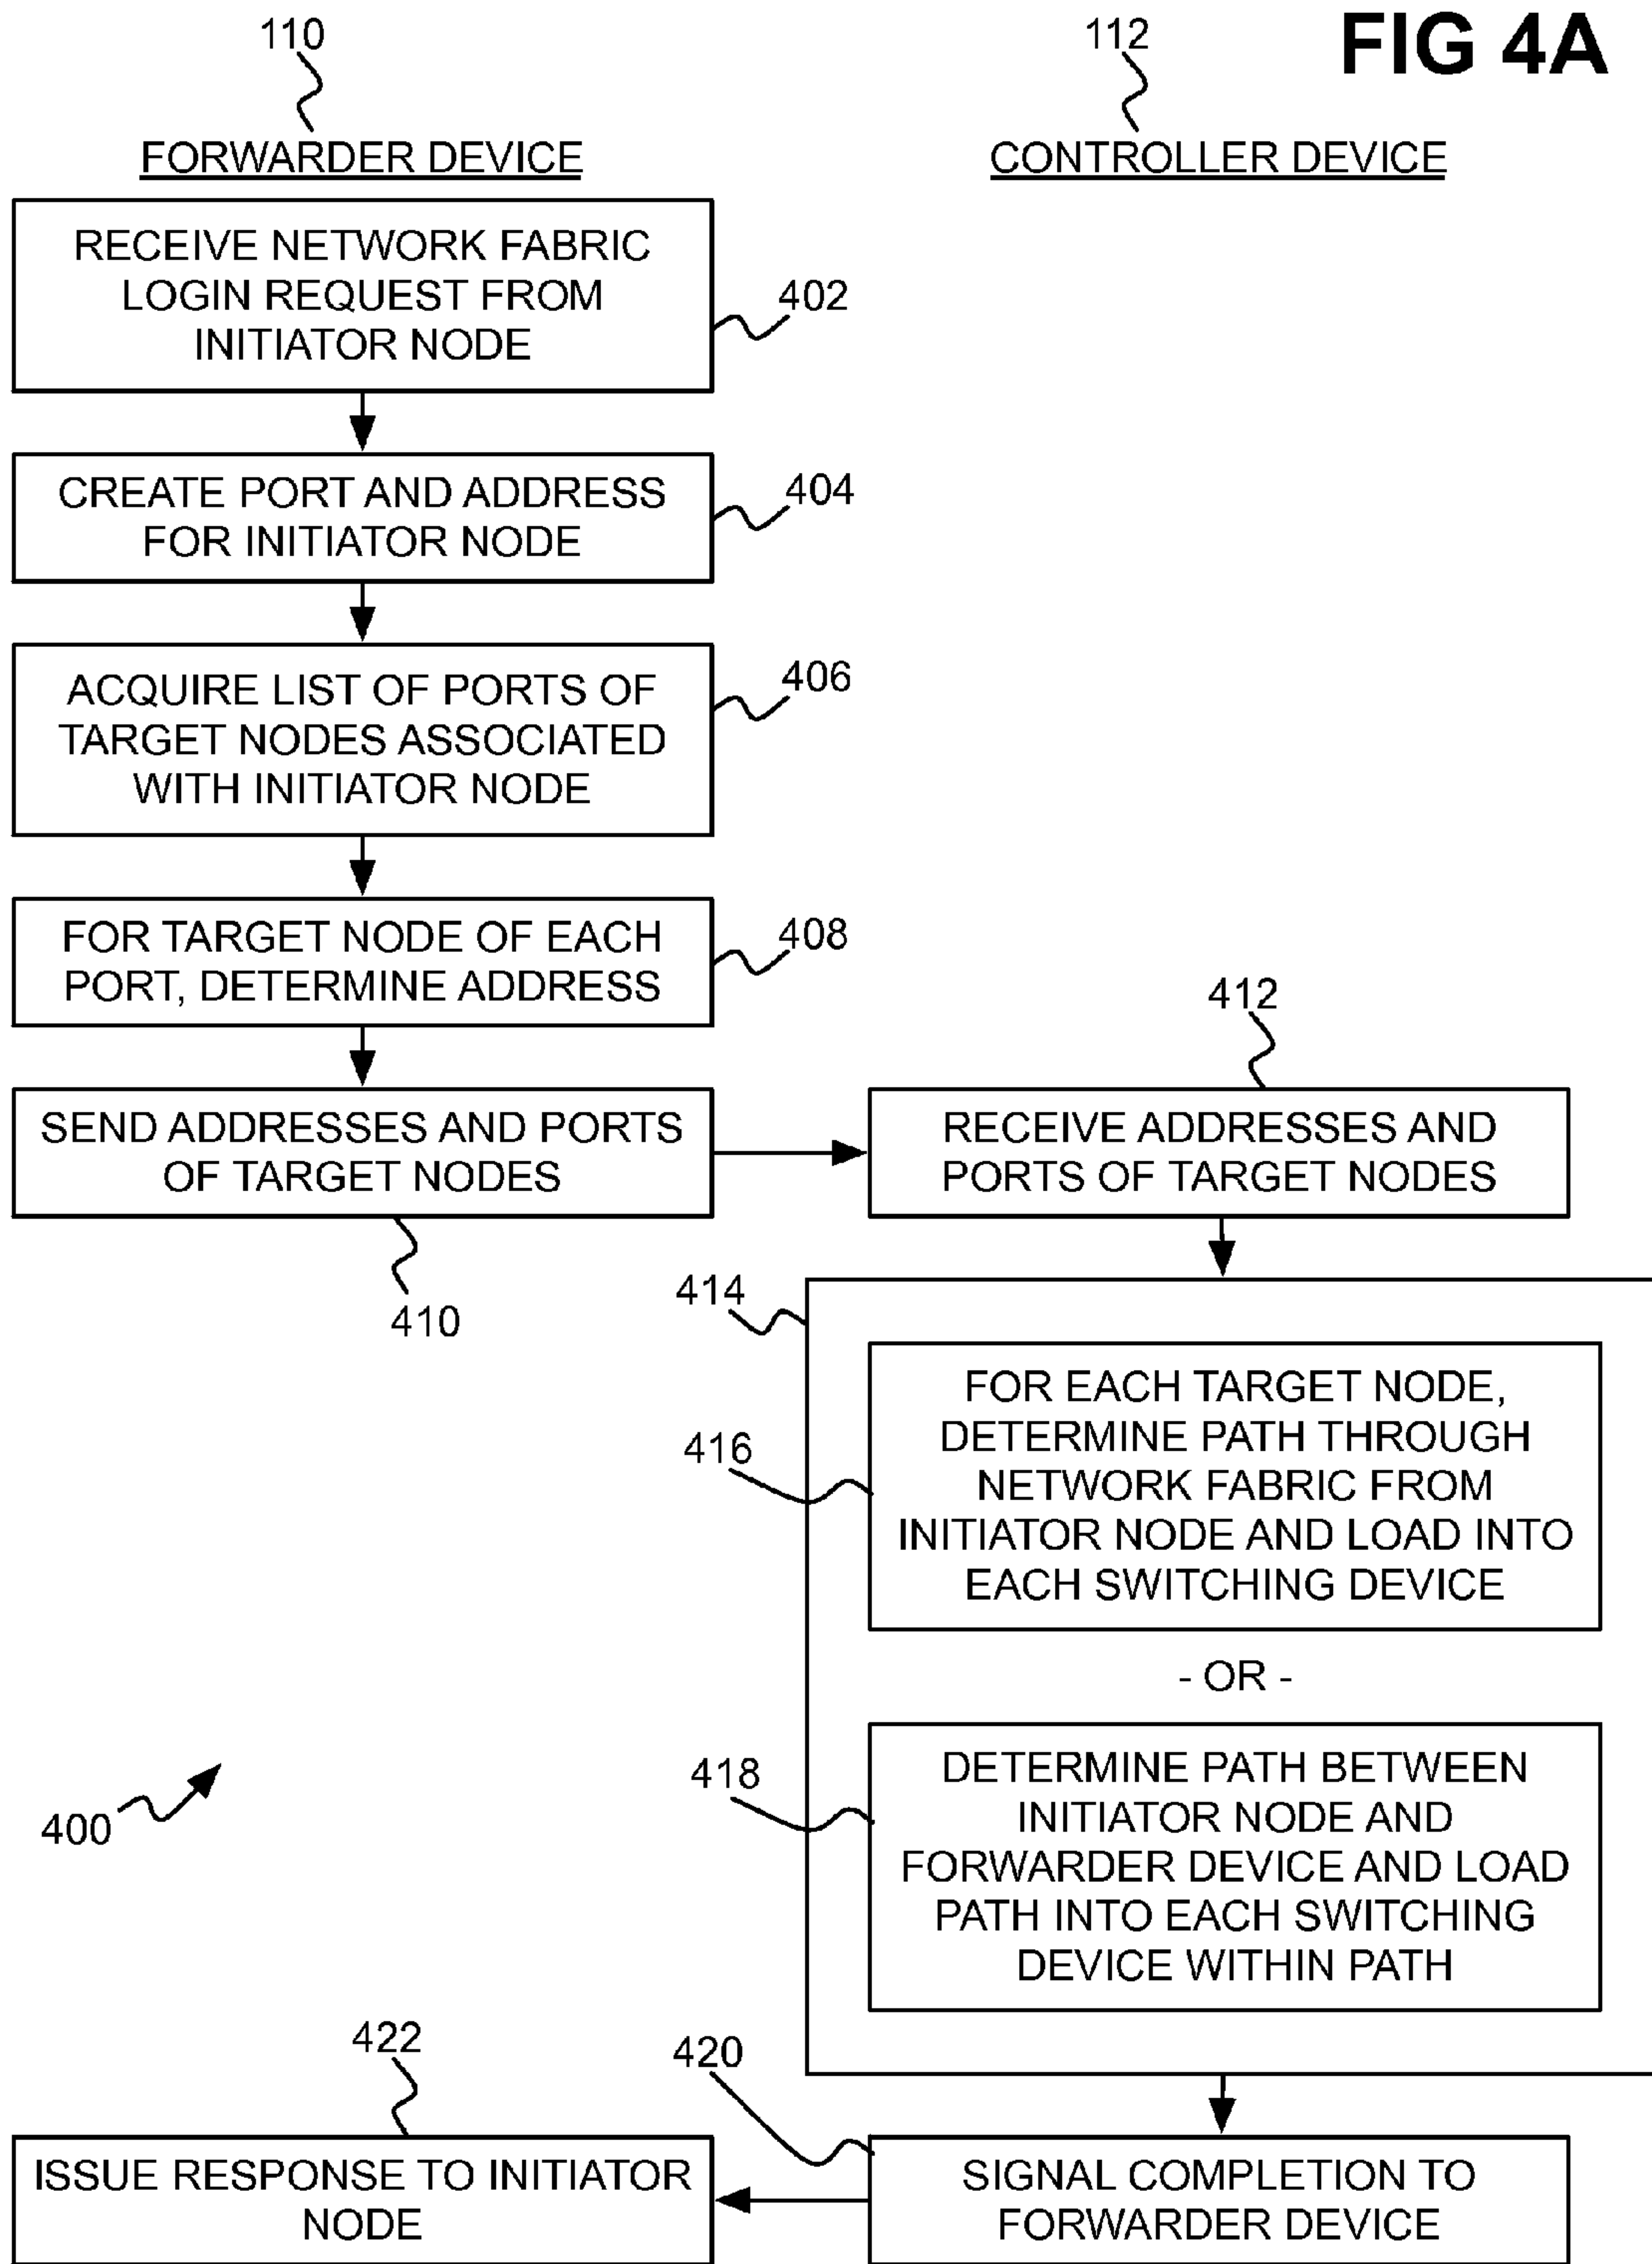 110
112
FIG 4A
FORWARDER DEVICE
CONTROLLER DEVICE
RECEIVE NETWORK FABRIC
LOGIN REQUEST FROM
INITIATOR NODE
402
CREATE PORT AND ADDRESS
FOR INITIATOR NODE
404
ACQUIRE LIST OF PORTS OF
TARGET NODES ASSOCIATED
WITH INITIATOR NODE
406
FOR TARGET NODE OF EACH
PORT, DETERMINE ADDRESS
408
SEND ADDRESSES AND PORTS
OF TARGET NODES
410
412
RECEIVE ADDRESSES AND
PORTS OF TARGET NODES
414
416
FOR EACH TARGET NODE,
DETERMINE PATH THROUGH
NETWORK FABRIC FROM
INITIATOR NODE AND LOAD INTO
EACH SWITCHING DEVICE
- OR -
418
DETERMINE PATH BETWEEN
INITIATOR NODE AND
FORWARDER DEVICE AND LOAD
PATH INTO EACH SWITCHING
DEVICE WITHIN PATH
400
422
420
ISSUE RESPONSE TO INITIATOR
NODE
SIGNAL COMPLETION TO
FORWARDER DEVICE